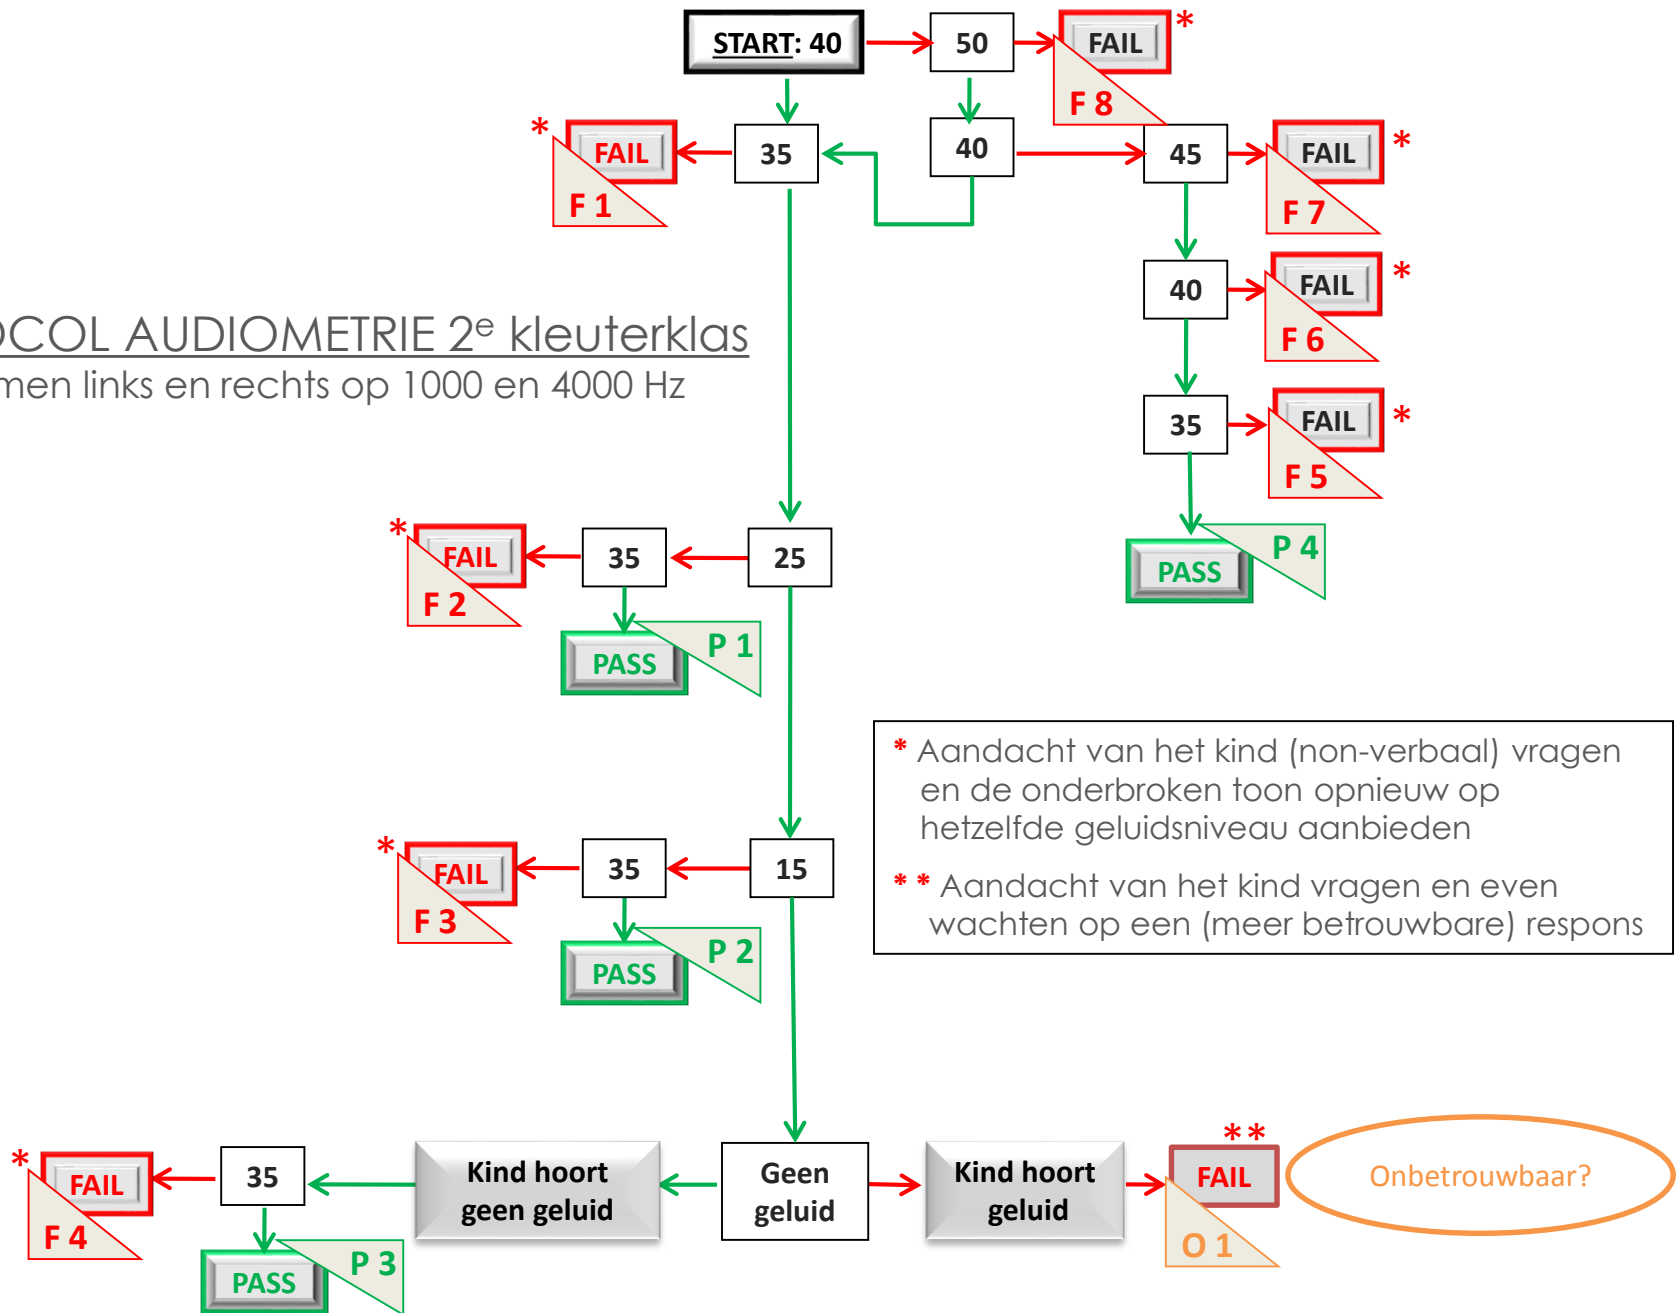 START: 40
50
FAIL
*
F 8
*
FAIL
F 1
35
40
45
FAIL
*
F 7
40
FAIL
*
F 6
OCOL AUDIOMETRIE 2e kleuterklas
men links en rechts op 1000 en 4000 Hz
35
FAIL
*
F 5
*
FAIL
F 2
35
25
P 4
PASS
P 1
PASS
* Aandacht van het kind (non-verbaal) vragen
en de onderbroken toon opnieuw op
hetzelfde geluidsniveau aanbieden
* * Aandacht van het kind vragen en even
wachten op een (meer betrouwbare) respons
*
FAIL
F 3
35
15
P 2
PASS
*
FAIL
F 4
35
Kind hoort
geen geluid
Geen
geluid
Kind hoort
geluid
**
FAIL
O 1
Onbetrouwbaar?
P 3
PASS